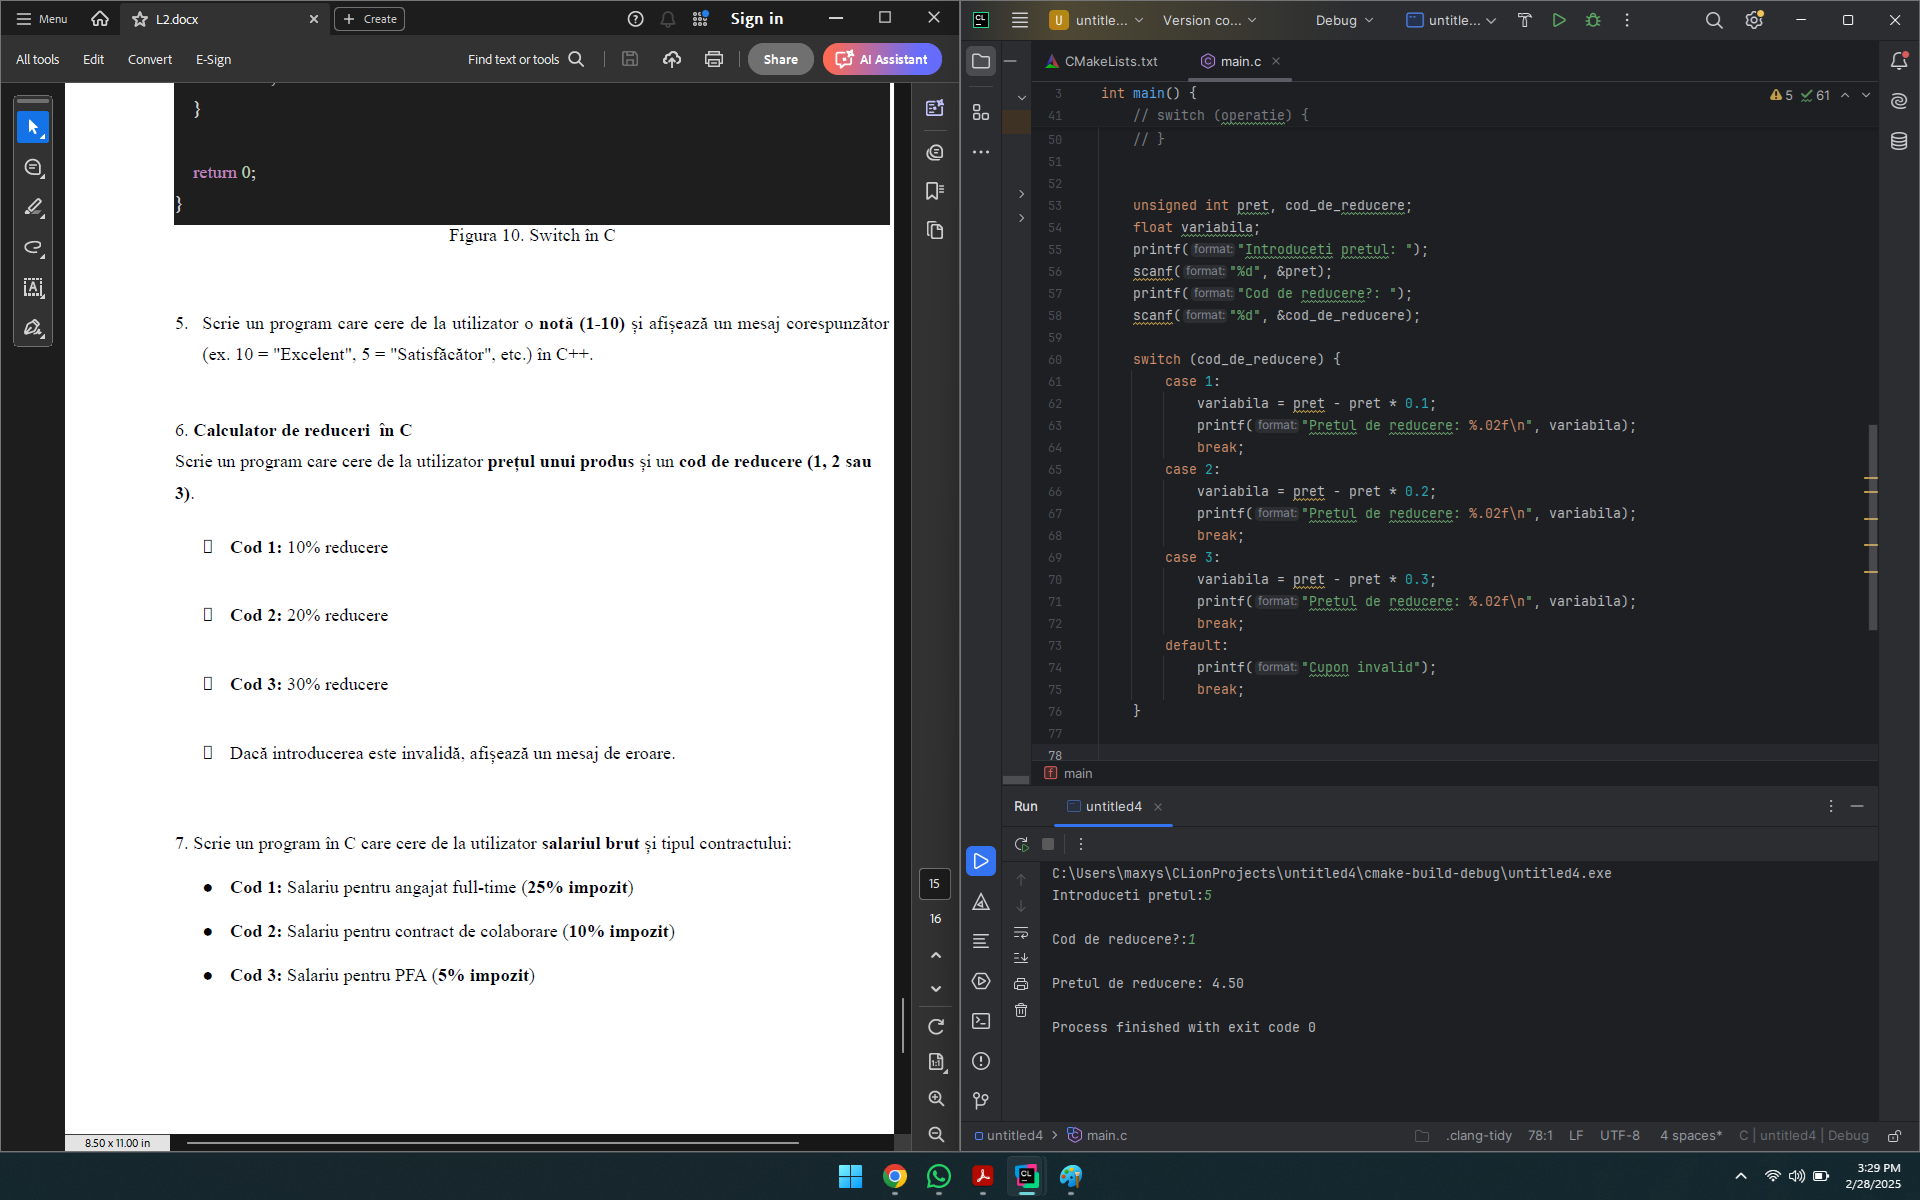 Menu
L2.docx
Create
Sign in
All tools
Edit
Convert
E-Sign
Find text or tools
Share
AI Assistant
}
return 0;
}
Figura 10. Switch în C
5. Scrie un program care cere de la utilizator o notă (1-10) și afișează un mesaj corespunzător
(ex. 10 = "Excelent", 5 = "Satisfăcător", etc.) în C++.
6. Calculator de reduceri în C
Scrie un program care cere de la utilizator prețul unui produs și un cod de reducere (1, 2 sau
3).
Cod 1: 10% reducere
Cod 2: 20% reducere
Cod 3: 30% reducere
Dacă introducerea este invalidă, afișează un mesaj de eroare.
7. Scrie un program în C care cere de la utilizator salariul brut și tipul contractului:
● Cod 1: Salariu pentru angajat full-time (25% impozit)
● Cod 2: Salariu pentru contract de colaborare (10% impozit)
● Cod 3: Salariu pentru PFA (5% impozit)
15
16
1:1
8.50 x 11.00 in
CL
U untitle...
Version co...
Debug
untitle...
CMakeLists.txt
main.c
5 61
3 int main() {
41 // switch (operatie) {
50 // }
51
52
53 unsigned int pret, cod_de_reducere;
54 float variabila;
55 printf(format: "Introduceti pretul: ");
56 scanf(format: "%d", &pret);
57 printf(format: "Cod de reducere?: ");
58 scanf(format: "%d", &cod_de_reducere);
59
60 switch (cod_de_reducere) {
61 case 1:
62 variabila = pret - pret * 0.1;
63 printf(format: "Pretul de reducere: %.02f\n", variabila);
64 break;
65 case 2:
66 variabila = pret - pret * 0.2;
67 printf(format: "Pretul de reducere: %.02f\n", variabila);
68 break;
69 case 3:
70 variabila = pret - pret * 0.3;
71 printf(format: "Pretul de reducere: %.02f\n", variabila);
72 break;
73 default:
74 printf(format: "Cupon invalid");
75 break;
76 }
77
78
f main
Run
untitled4
C:\Users\maxys\CLionProjects\untitled4\cmake-build-debug\untitled4.exe
Introduceti pretul:5
Cod de reducere?:1
Pretul de reducere: 4.50
Process finished with exit code 0
untitled4 > main.c
.clang-tidy
78:1
LF
UTF-8
4 spaces*
C | untitled4 | Debug
CL
3:29 PM
2/28/2025